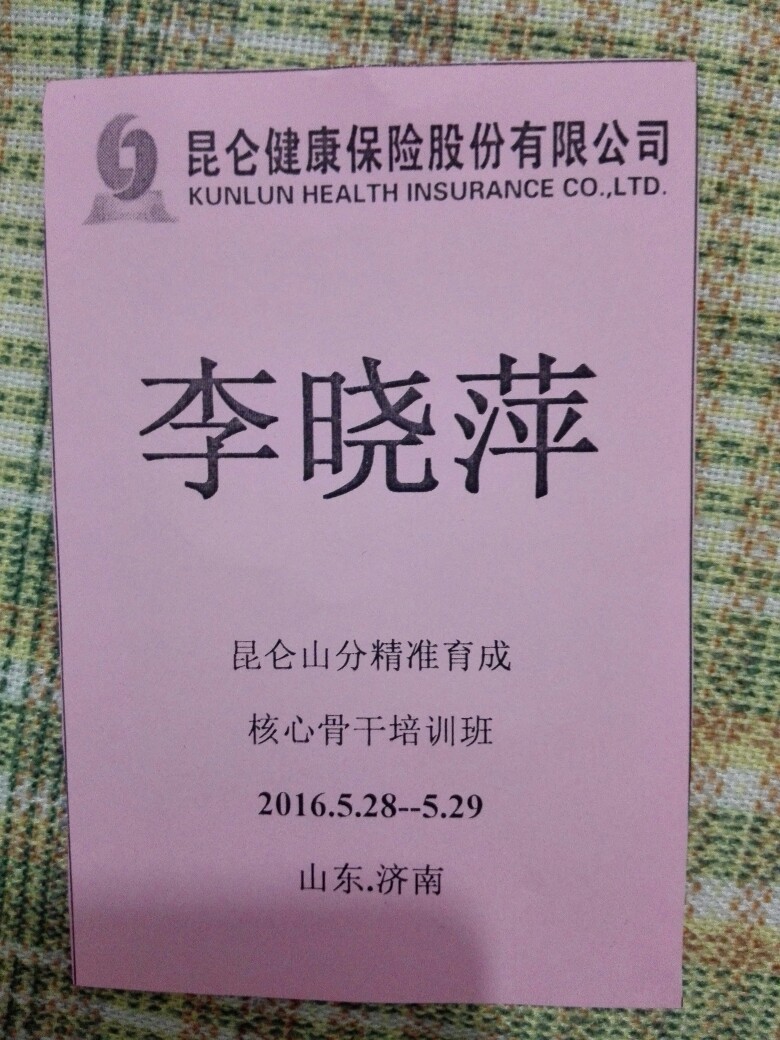 昆仑健康保险股份有限公司
KUNLUN HEALTH INSURANCE CO.,LTD.
李晓萍
昆仑山分精准育成
核心骨干培训班
2016.5.28--5.29
山东.济南